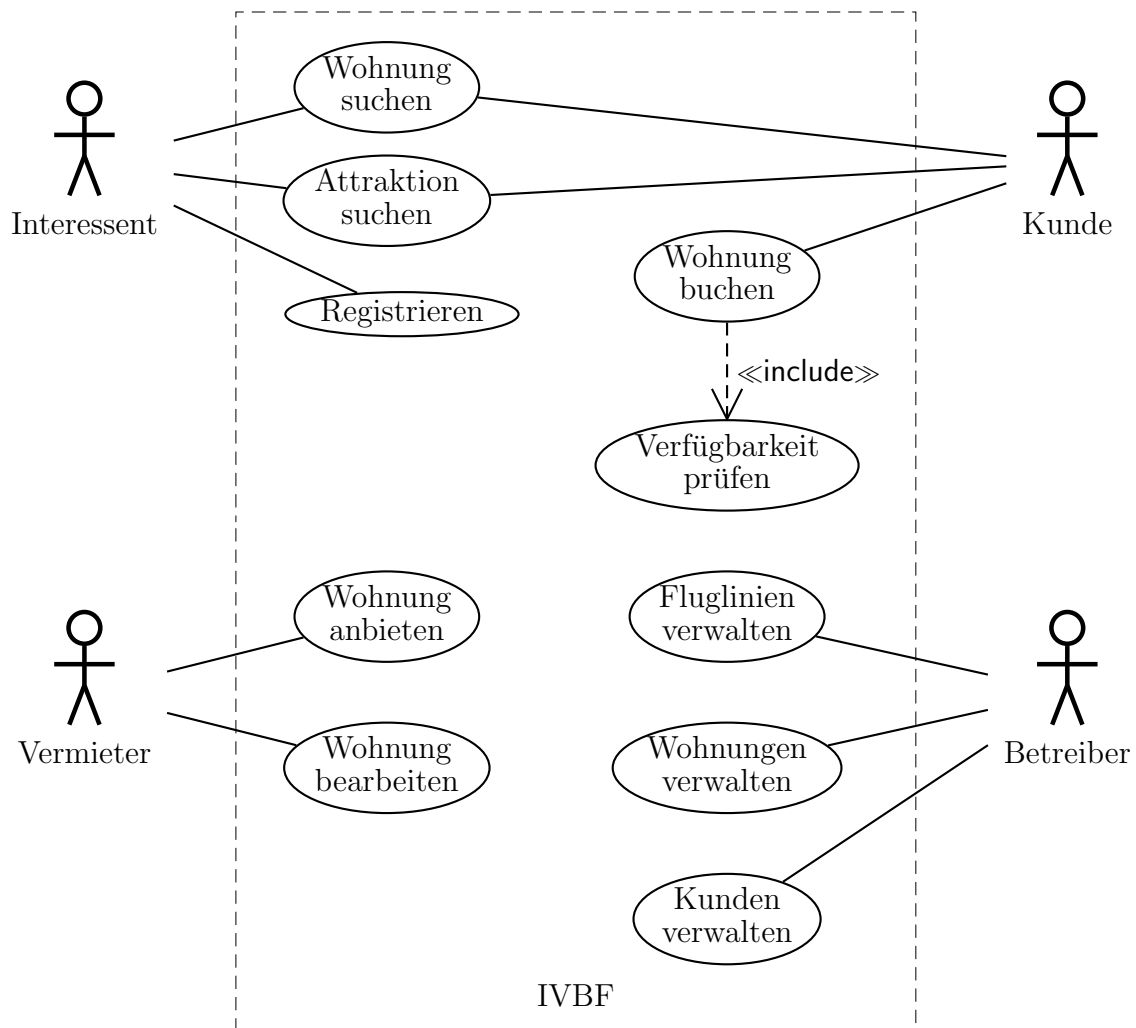 Wohnung
suchen
Interessent
Attraktion
suchen
Kunde
Wohnung
buchen
Registrieren
≪include≫
Verfügbarkeit
prüfen
Wohnung
anbieten
Fluglinien
verwalten
Vermieter
Wohnung
bearbeiten
Wohnungen
verwalten
Betreiber
Kunden
verwalten
IVBF